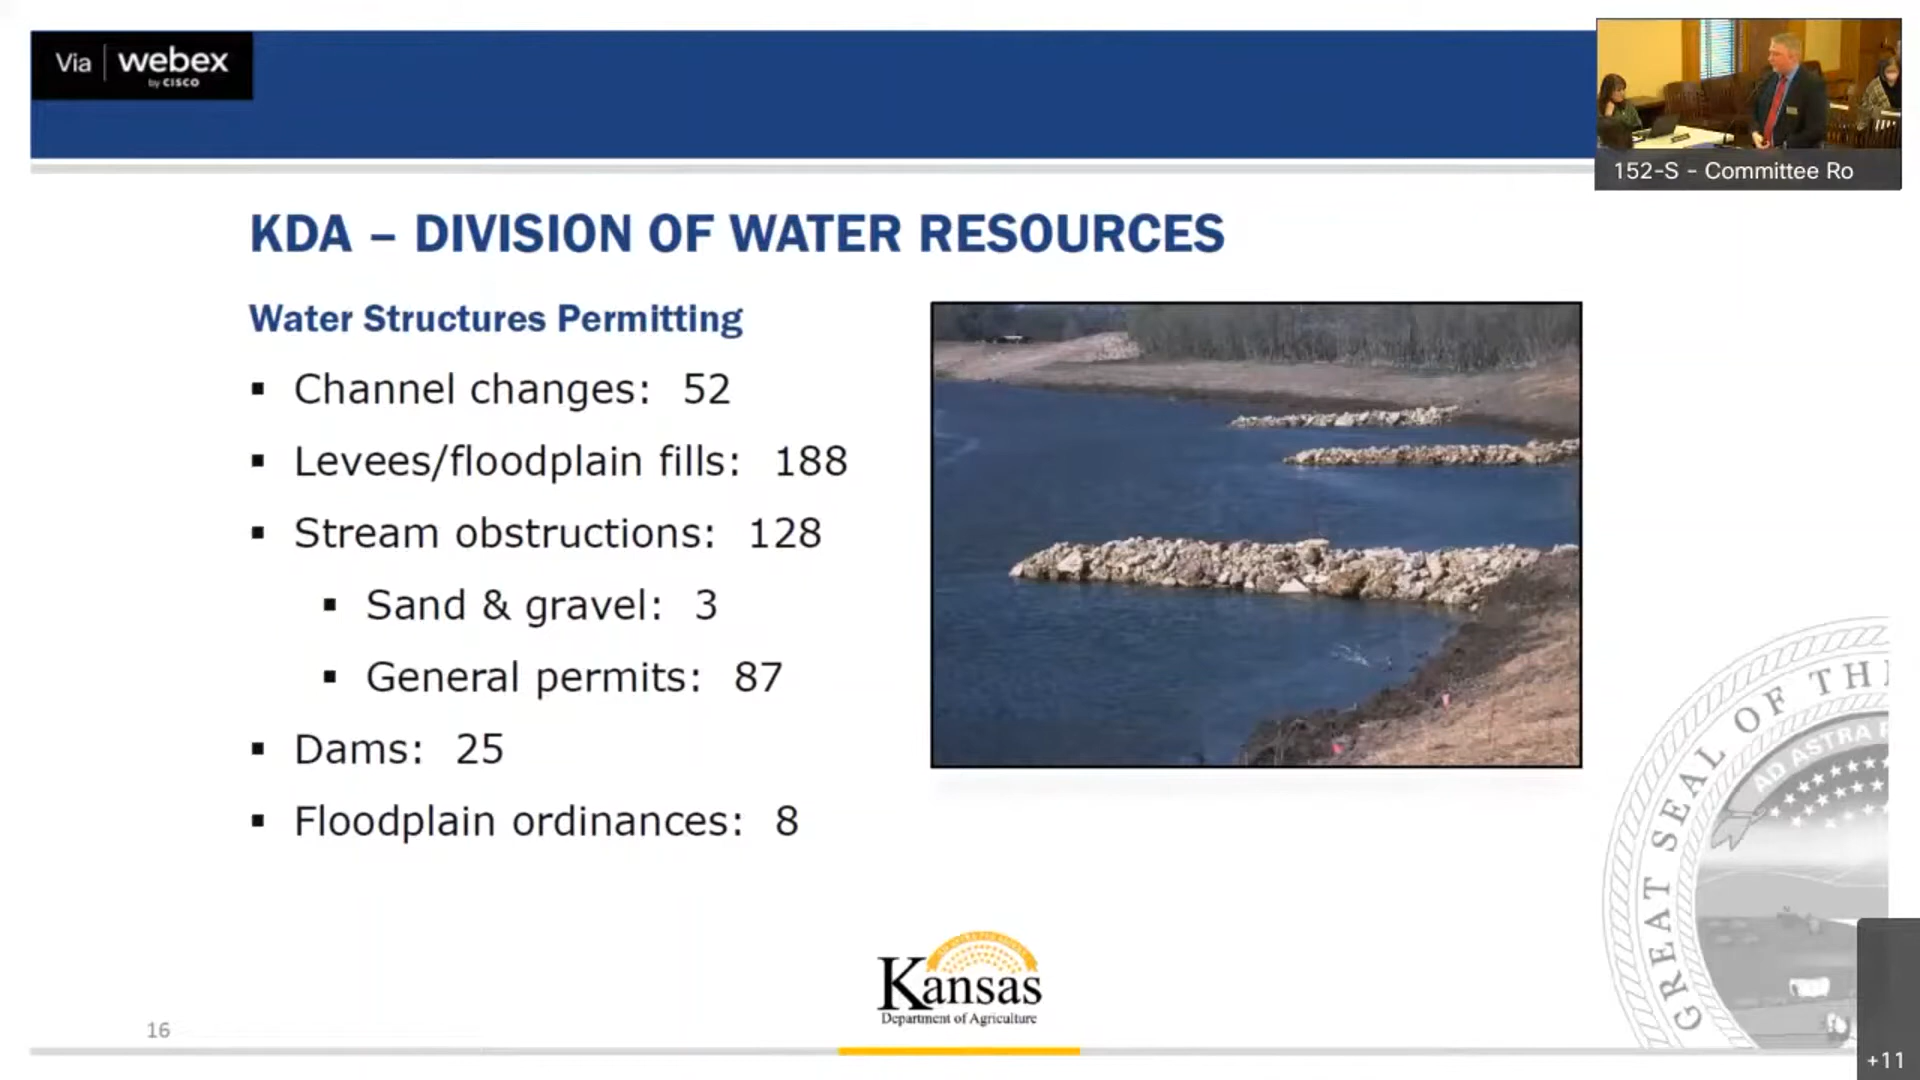 Via webex
by CISCO
152-S - Committee Ro
KDA – DIVISION OF WATER RESOURCES
Water Structures Permitting
▪ Channel changes: 52
▪ Levees/floodplain fills: 188
▪ Stream obstructions: 128
▪ Sand & gravel: 3
▪ General permits: 87
▪ Dams: 25
▪ Floodplain ordinances: 8
GREAT SEAL OF THE
AD ASTRA
Kansas
Department of Agriculture
16
+11